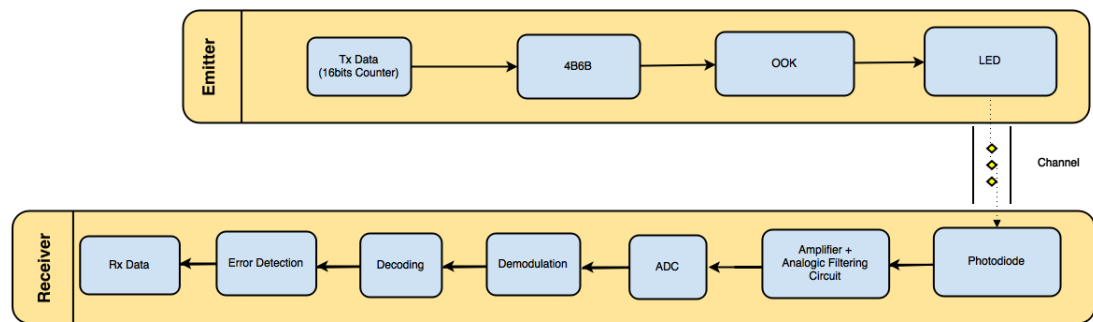 Emitter
Tx Data
(16bits Counter)
4B6B
OOK
LED
Channel
Receiver
Rx Data
Error Detection
Decoding
Demodulation
ADC
Amplifier +
Analogic Filtering
Circuit
Photodiode